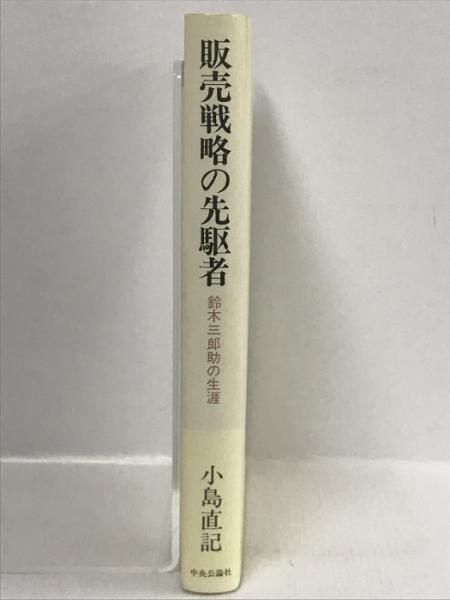 販売戦略の先駆者
鈴木三郎助の生涯
小島直記
中央公論社